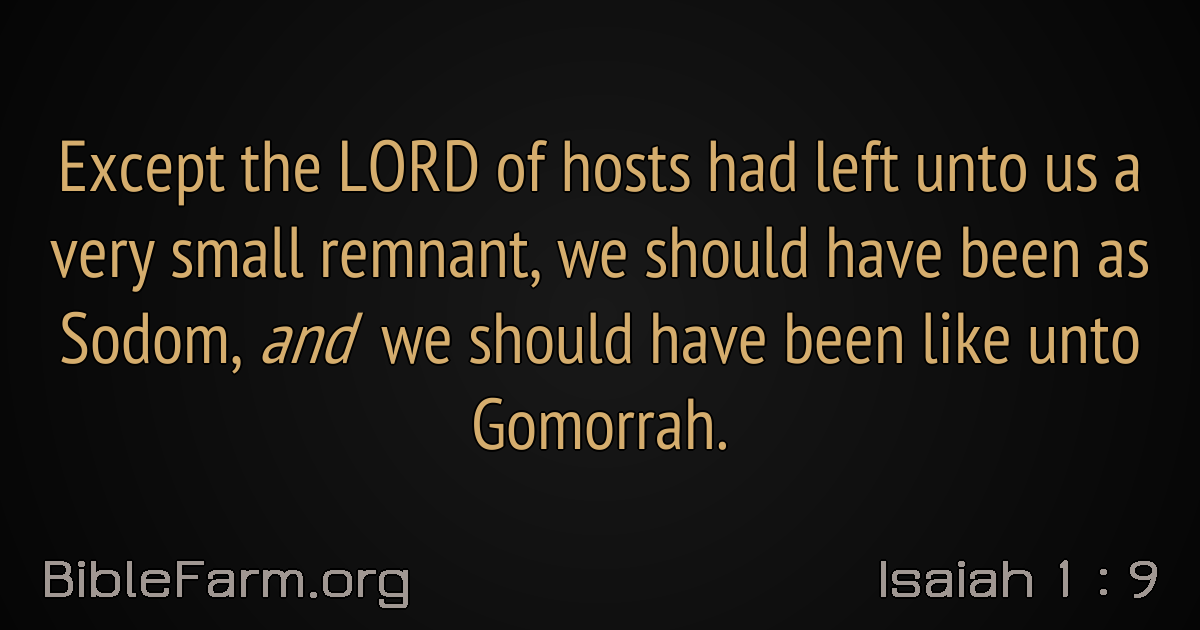 Except the LORD of hosts had left unto us a
very small remnant, we should have been as
Sodom, and we should have been like unto
Gomorrah.
BibleFarm.org
Isaiah 1 : 9